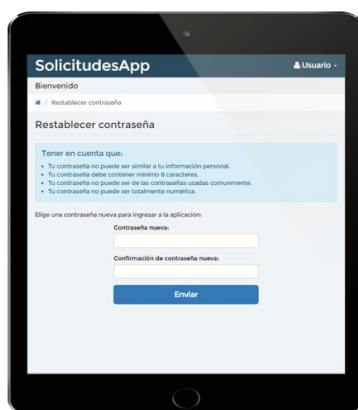 SolicitudesApp
Usuario
Bienvenido
/ Restablecer contraseña
Restablecer contraseña
Tener en cuenta que:
Tu contraseña no puede ser similar a tu información personal.
Tu contraseña debe contener mínimo 8 caracteres.
Tu contraseña no puede ser de las contraseñas usadas comunmente.
Tu contraseña no puede ser totalmente numérica.
Elige una contraseña nueva para ingresar a la aplicación:
Contraseña nueva:
Confirmación de contraseña nueva:
Enviar